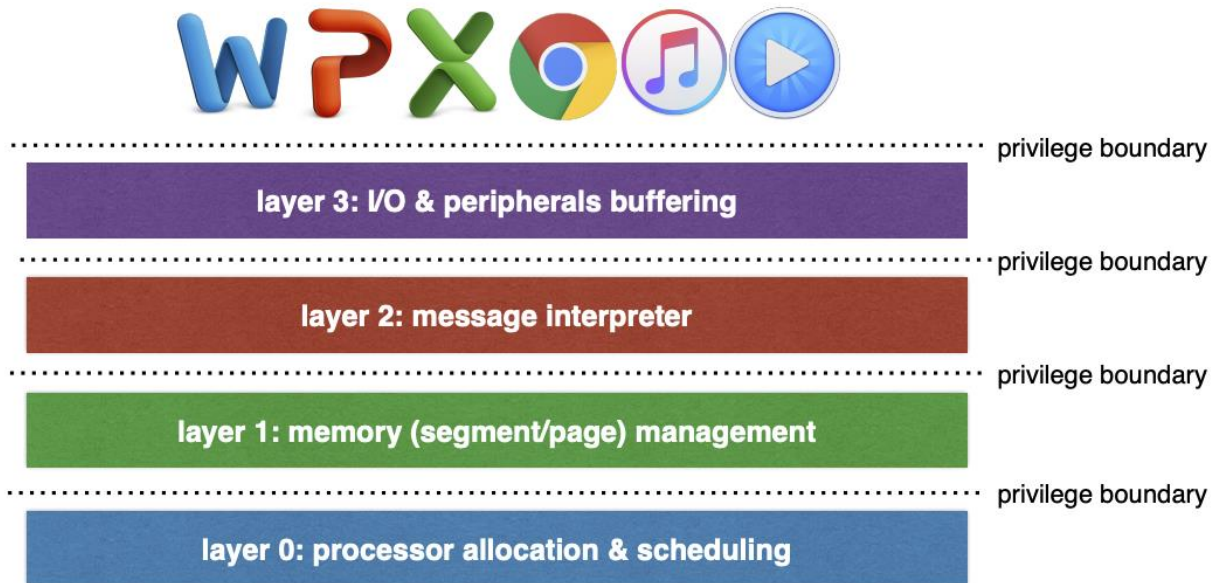 W P X
privilege boundary
layer 3: I/O & peripherals buffering
privilege boundary
layer 2: message interpreter
privilege boundary
layer 1: memory (segment/page) management
privilege boundary
layer 0: processor allocation & scheduling